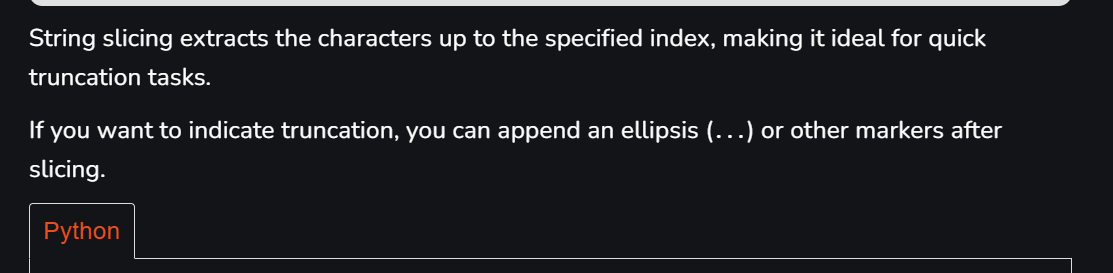 String slicing extracts the characters up to the specified index, making it ideal for quick
truncation tasks.
If you want to indicate truncation, you can append an ellipsis (...) or other markers after
slicing.
Python